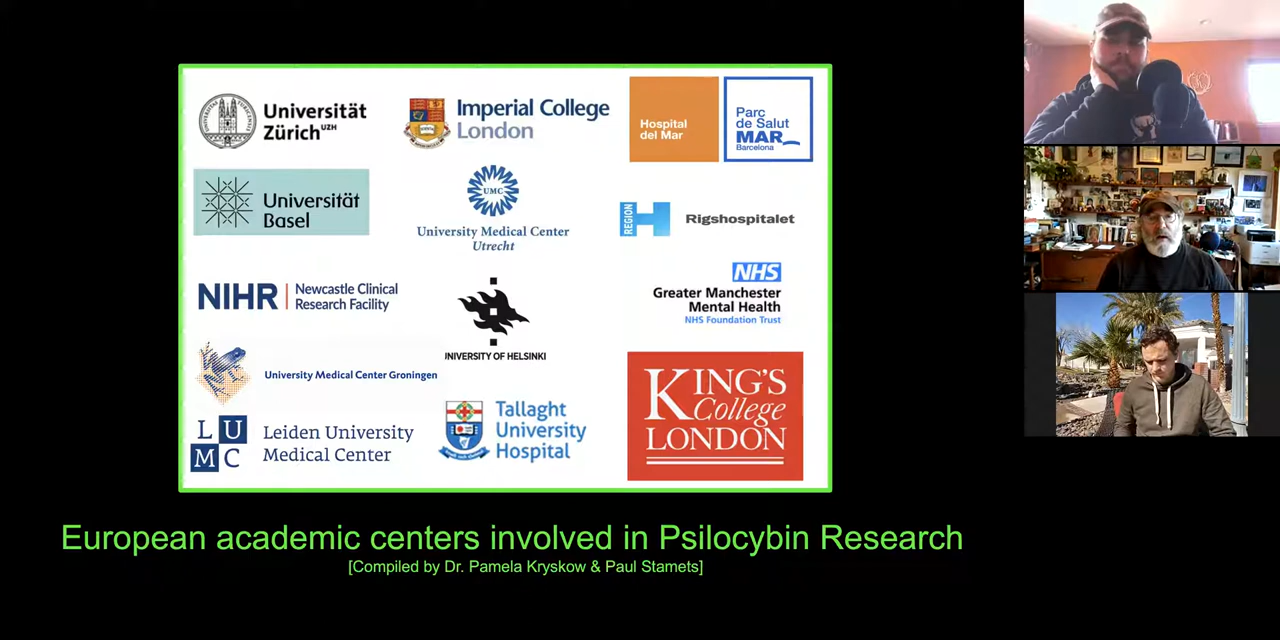 Universität
Zürich UZH
Imperial College
London
Hospital
del Mar
Parc
de Salut
MAR
Barcelona
Universität
Basel
UMC
University Medical Center
Utrecht
REGION
H
Rigshospitalet
NIHR | Newcastle Clinical
Research Facility
NIVERSITY OF HELSINKI
NHS
Greater Manchester
Mental Health
NHS Foundation Trust
University Medical Center Groningen
L U
M C
Leiden University
Medical Center
Tallaght
University
Hospital
KING'S
College
LONDON
European academic centers involved in Psilocybin Research
[Compiled by Dr. Pamela Kryskow & Paul Stamets]